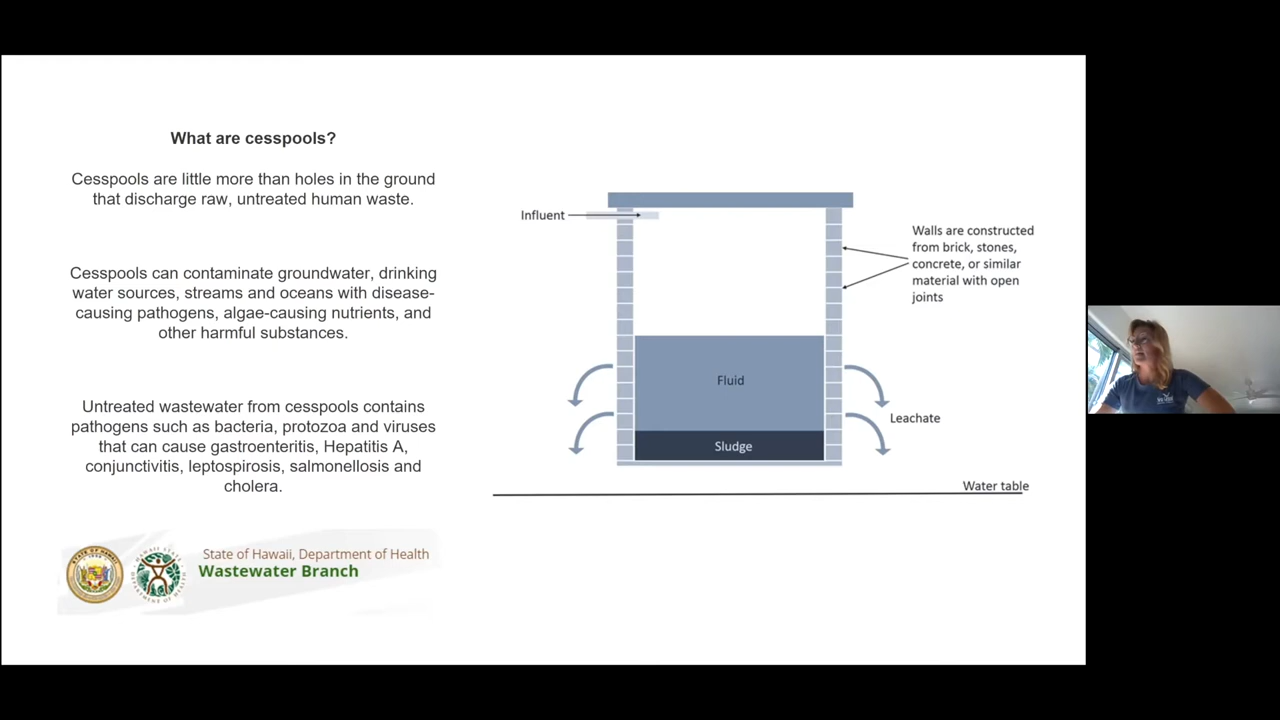 What are cesspools?
Cesspools are little more than holes in the ground
that discharge raw, untreated human waste.
Cesspools can contaminate groundwater, drinking
water sources, streams and oceans with disease-
causing pathogens, algae-causing nutrients, and
other harmful substances.
Untreated wastewater from cesspools contains
pathogens such as bacteria, protozoa and viruses
that can cause gastroenteritis, Hepatitis A,
conjunctivitis, leptospirosis, salmonellosis and
cholera.
State of Hawaii, Department of Health
Wastewater Branch
Influent
Walls are constructed
from brick, stones,
concrete, or similar
material with open
joints
Fluid
Leachate
Sludge
Water table